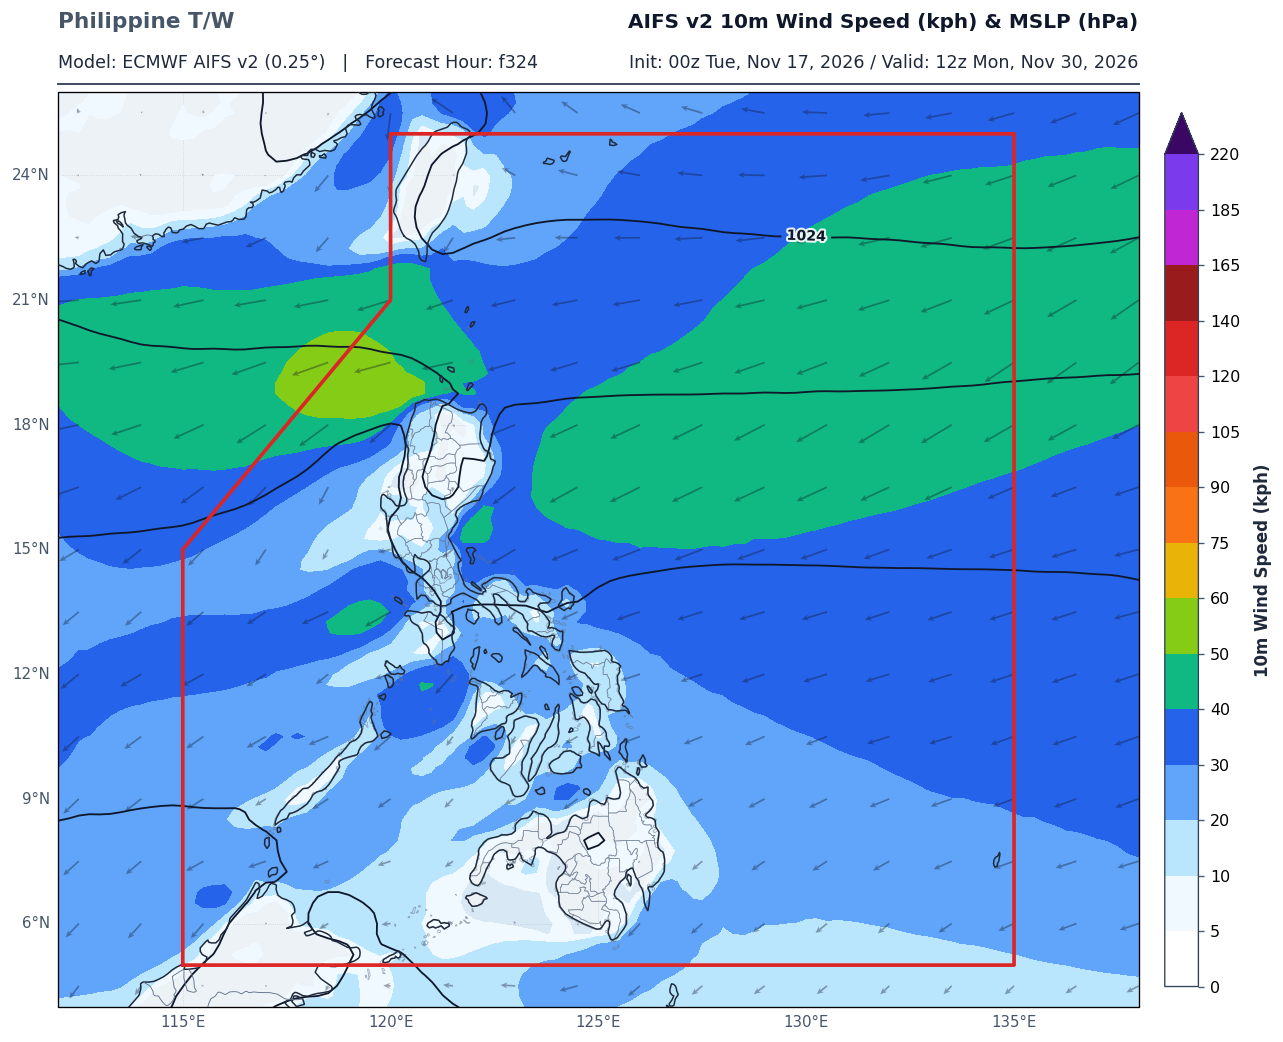 Philippine T/W
AIFS v2 10m Wind Speed (kph) & MSLP (hPa)
Model: ECMWF AIFS v2 (0.25°) | Forecast Hour: f324
Init: 00z Tue, Nov 17, 2026 / Valid: 12z Mon, Nov 30, 2026
24°N
21°N
18°N
15°N
12°N
9°N
6°N
1024
115°E
120°E
125°E
130°E
135°E
220
185
165
140
120
105
90
75
60
50
40
30
20
10
5
0
10m Wind Speed (kph)